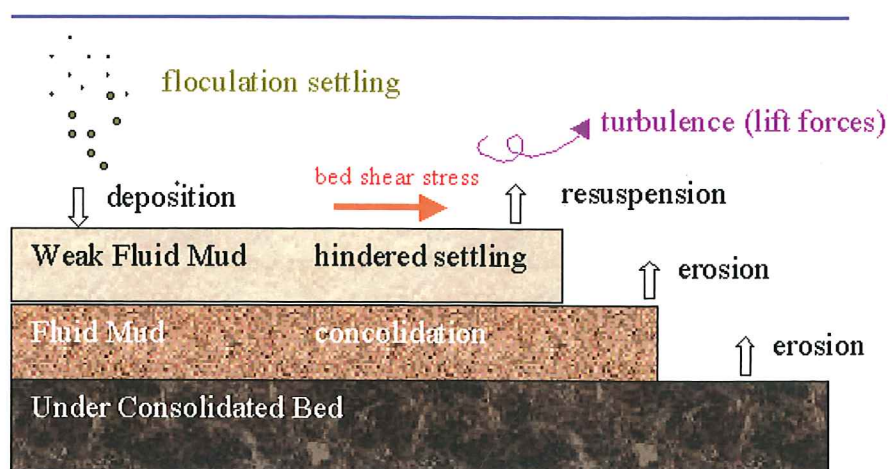 floculation settling
turbulence (lift forces)
bed shear stress
deposition
resuspension
Weak Fluid Mud hindered settling
erosion
Fluid Mud concolidation
erosion
Under Consolidated Bed